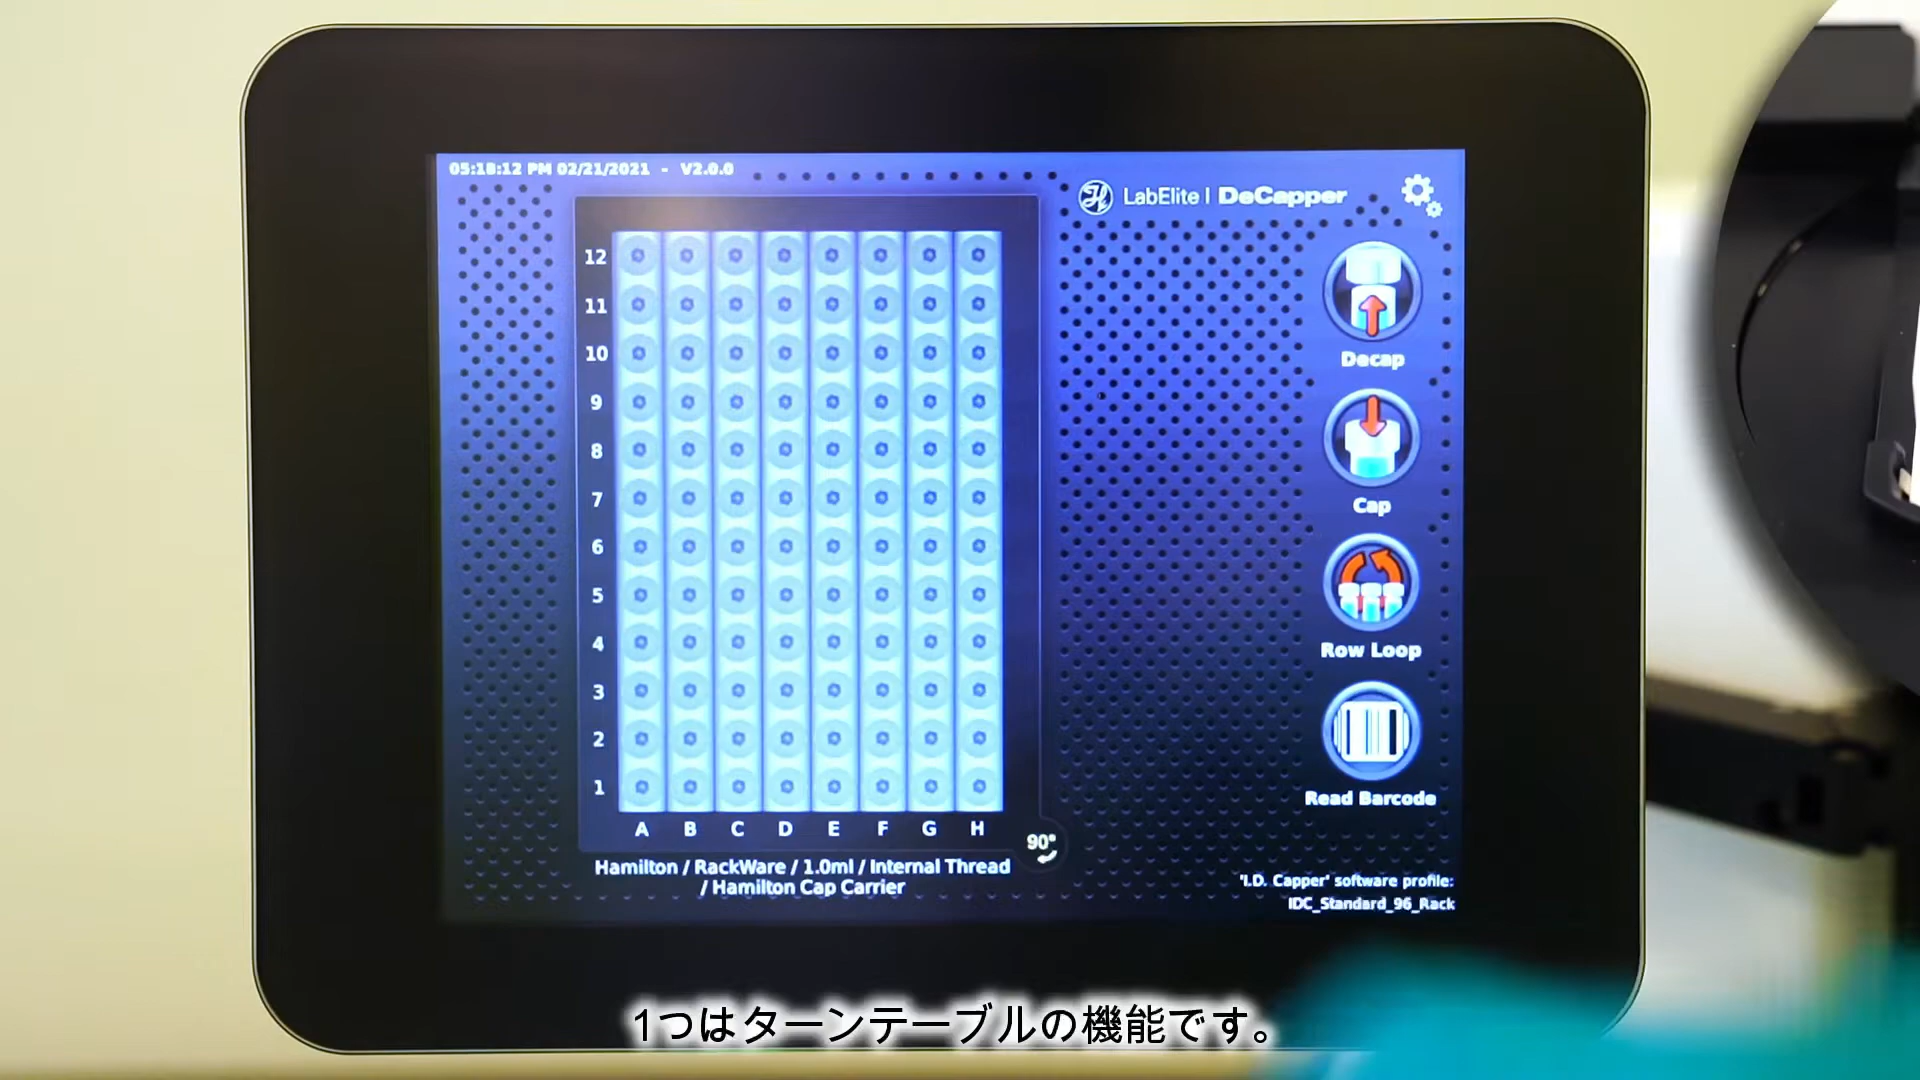 05:18:12 PM 02/21/2021 - V2.0.0
LabElite | DeCapper
12
11
10
9
8
7
6
5
4
3
2
1
A B C D E F G H
90°
Hamilton / RackWare / 1.0ml / Internal Thread
/ Hamilton Cap Carrier
Decap
Cap
Row Loop
Read Barcode
'I.D. Capper' software profile:
IDC_Standard_96_Rack
1つはターンテーブルの機能です。